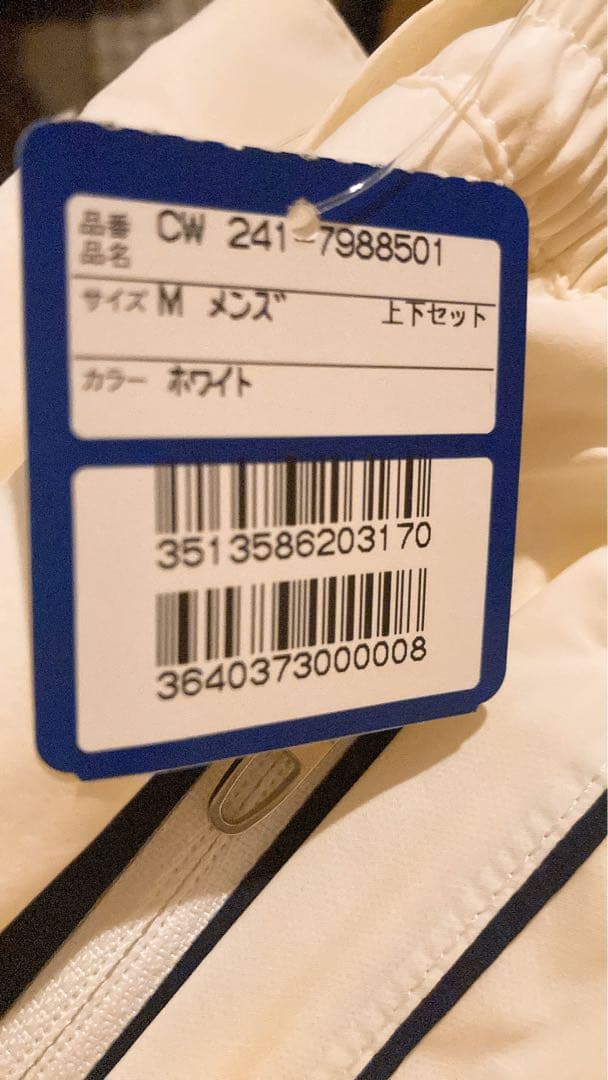 品番 CW 241-7988501
品名
サイズ M メンズ 上下セット
カラー ホワイト
3513586203170
3640373000008